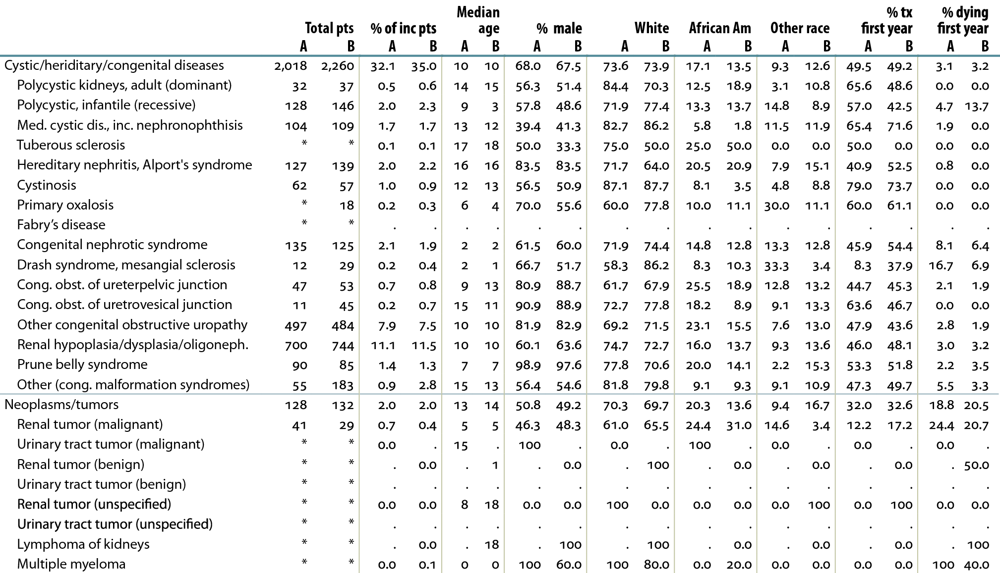 Median % tx % dying
Total pts % of inc pts age % male White African Am Other race first year first year
A B A B A B A B A B A B A B A B A B
Cystic/heriditary/congenital diseases 2,018 2,260 32.1 35.0 10 10 68.0 67.5 73.6 73.9 17.1 13.5 9.3 12.6 49.5 49.2 3.1 3.2
Polycystic kidneys, adult (dominant) 32 37 0.5 0.6 14 15 56.3 51.4 84.4 70.3 12.5 18.9 3.1 10.8 65.6 48.6 0.0 0.0
Polycystic, infantile (recessive) 128 146 2.0 2.3 9 3 57.8 48.6 71.9 77.4 13.3 13.7 14.8 8.9 57.0 42.5 4.7 13.7
Med. cystic dis., inc. nephronophthisis 104 109 1.7 1.7 13 12 39.4 41.3 82.7 86.2 5.8 1.8 11.5 11.9 65.4 71.6 1.9 0.0
Tuberous sclerosis * * 0.1 0.1 17 18 50.0 33.3 75.0 50.0 25.0 50.0 0.0 0.0 50.0 0.0 0.0 0.0
Hereditary nephritis, Alport's syndrome 127 139 2.0 2.2 16 16 83.5 83.5 71.7 64.0 20.5 20.9 7.9 15.1 40.9 52.5 0.8 0.0
Cystinosis 62 57 1.0 0.9 12 13 56.5 50.9 87.1 87.7 8.1 3.5 4.8 8.8 79.0 73.7 0.0 0.0
Primary oxalosis * 18 0.2 0.3 6 4 70.0 55.6 60.0 77.8 10.0 11.1 30.0 11.1 60.0 61.1 0.0 0.0
Fabry’s disease * * . . . . . . . . . . . . . . . .
Congenital nephrotic syndrome 135 125 2.1 1.9 2 2 61.5 60.0 71.9 74.4 14.8 12.8 13.3 12.8 45.9 54.4 8.1 6.4
Drash syndrome, mesangial sclerosis 12 29 0.2 0.4 2 1 66.7 51.7 58.3 86.2 8.3 10.3 33.3 3.4 8.3 37.9 16.7 6.9
Cong. obst. of ureterpelvic junction 47 53 0.7 0.8 9 13 80.9 88.7 61.7 67.9 25.5 18.9 12.8 13.2 44.7 45.3 2.1 1.9
Cong. obst. of uretrovesical junction 11 45 0.2 0.7 15 11 90.9 88.9 72.7 77.8 18.2 8.9 9.1 13.3 63.6 46.7 0.0 0.0
Other congenital obstructive uropathy 497 484 7.9 7.5 10 10 81.9 82.9 69.2 71.5 23.1 15.5 7.6 13.0 47.9 43.6 2.8 1.9
Renal hypoplasia/dysplasia/oligoneph. 700 744 11.1 11.5 10 10 60.1 63.6 74.7 72.7 16.0 13.7 9.3 13.6 46.0 48.1 3.0 3.2
Prune belly syndrome 90 85 1.4 1.3 7 7 98.9 97.6 77.8 70.6 20.0 14.1 2.2 15.3 53.3 51.8 2.2 3.5
Other (cong. malformation syndromes) 55 183 0.9 2.8 15 13 56.4 54.6 81.8 79.8 9.1 9.3 9.1 10.9 47.3 49.7 5.5 3.3
Neoplasms/tumors 128 132 2.0 2.0 13 14 50.8 49.2 70.3 69.7 20.3 13.6 9.4 16.7 32.0 32.6 18.8 20.5
Renal tumor (malignant) 41 29 0.7 0.4 5 5 46.3 48.3 61.0 65.5 24.4 31.0 14.6 3.4 12.2 17.2 24.4 20.7
Urinary tract tumor (malignant) * * 0.0 . 15 . 100 . 0.0 . 100 . 0.0 . 0.0 . 0.0 .
Renal tumor (benign) * * . 0.0 . 1 . 0.0 . 100 . 0.0 . 0.0 . 0.0 . 50.0
Urinary tract tumor (benign) * * . . . . . . . . . . . . . . . .
Renal tumor (unspecified) * * 0.0 0.0 8 18 0.0 0.0 100 0.0 0.0 0.0 0.0 100 0.0 100 0.0 0.0
Urinary tract tumor (unspecified) * * . . . . . . . . . . . . . . . .
Lymphoma of kidneys * * . 0.0 . 18 . 100 . 100 . 0.0 . 0.0 . 0.0 . 100
Multiple myeloma * * 0.0 0.1 0 0 100 60.0 100 80.0 0.0 20.0 0.0 0.0 0.0 0.0 100 40.0